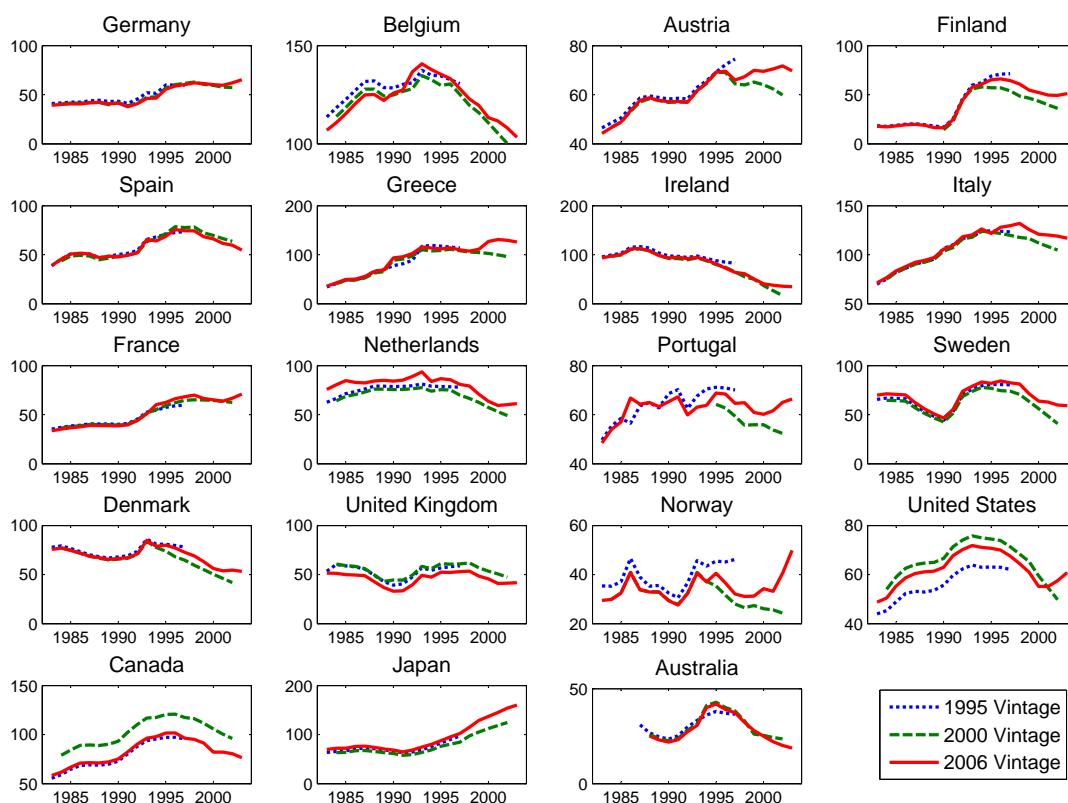 Germany Belgium Austria Finland
100 150 80 100
50 60 50
0 100 40 0
1985 1990 1995 2000 1985 1990 1995 2000 1985 1990 1995 2000 1985 1990 1995 2000
Spain Greece Ireland Italy
100 200 200 150
50 100 100 100
0 0 0 50
1985 1990 1995 2000 1985 1990 1995 2000 1985 1990 1995 2000 1985 1990 1995 2000
France Netherlands Portugal Sweden
100 100 80 100
50 50 60 50
0 0 40 0
1985 1990 1995 2000 1985 1990 1995 2000 1985 1990 1995 2000 1985 1990 1995 2000
Denmark United Kingdom Norway United States
100 100 60 80
50 50 40 60
0 0 20 40
1985 1990 1995 2000 1985 1990 1995 2000 1985 1990 1995 2000 1985 1990 1995 2000
Canada Japan Australia
150 200 50
100 100
50 0 0
1985 1990 1995 2000 1985 1990 1995 2000 1985 1990 1995 2000
1995 Vintage
2000 Vintage
2006 Vintage